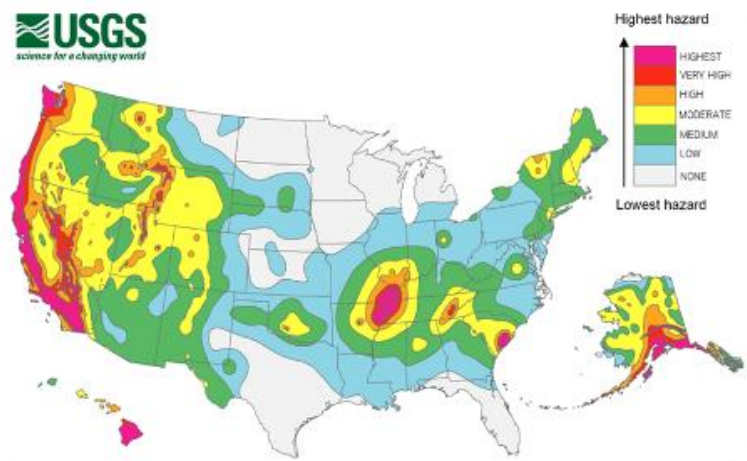 USGS
science for a changing world
Highest hazard
HIGHEST
VERY HIGH
HIGH
MODERATE
MEDIUM
LOW
NONE
Lowest hazard